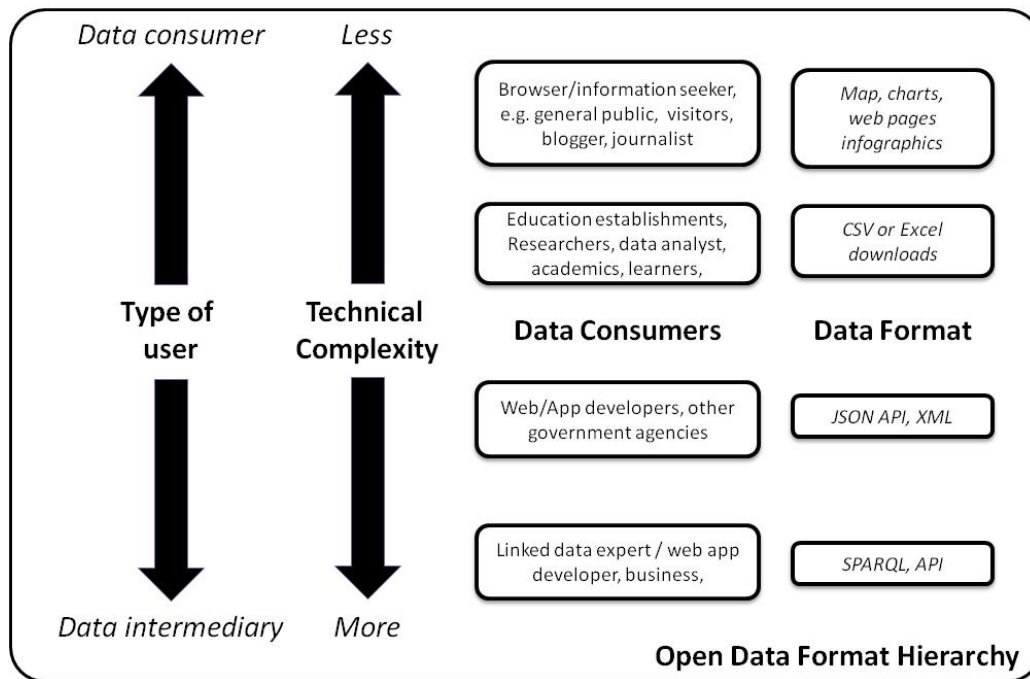 Data consumer
Less
Browser/information seeker,
e.g. general public, visitors,
blogger, journalist
Map, charts,
web pages
infographics
Education establishments,
Researchers, data analyst,
academics, learners,
CSV or Excel
downloads
Type of
user
Technical
Complexity
Data Consumers
Data Format
Web/App developers, other
government agencies
JSON API, XML
Linked data expert / web app
developer, business,
SPARQL, API
Data intermediary
More
Open Data Format Hierarchy